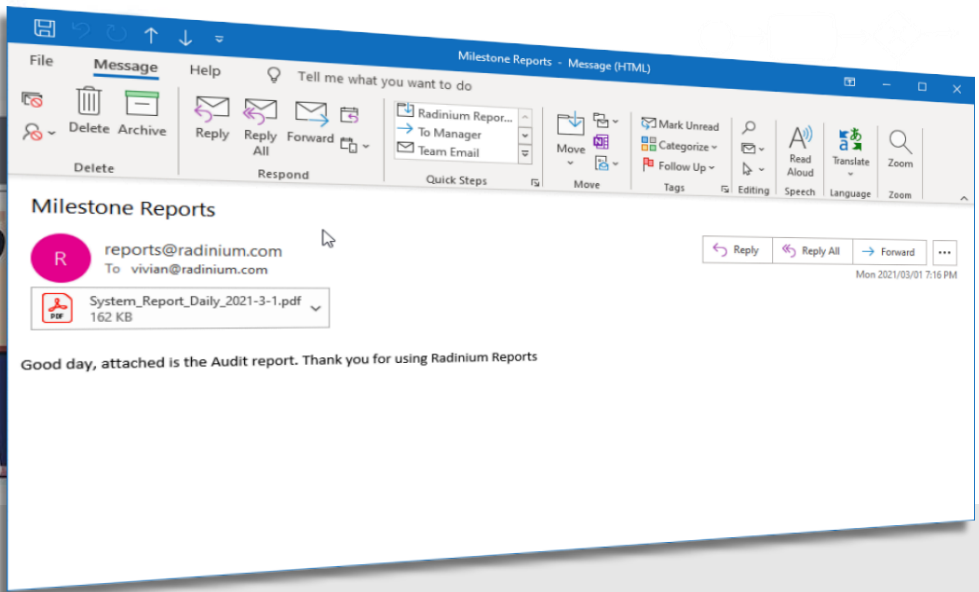 Milestone Reports - Message (HTML)
File Message Help Tell me what you want to do
Delete Archive
Delete
Reply Reply All Forward
Respond
Radinium Repor...
To Manager
Team Email
Quick Steps
Move
Move
Mark Unread
Categorize
Follow Up
Tags
Editing
Read Aloud
Speech
Translate
Language
Zoom
Zoom
Milestone Reports
R
reports@radinium.com
To vivian@radinium.com
Reply Reply All Forward
Mon 2021/03/01 7:16 PM
PDF
System_Report_Daily_2021-3-1.pdf
162 KB
Good day, attached is the Audit report. Thank you for using Radinium Reports